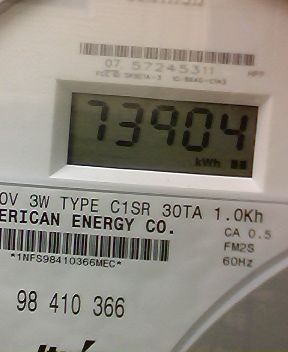 07 57245311
73904
kWh
0V 3W TYPE C1SR 30TA 1.0Kh
ERICAN ENERGY CO.
CA 0.5
FM2S
*1NFS98410366MEC*
60Hz
98 410 366